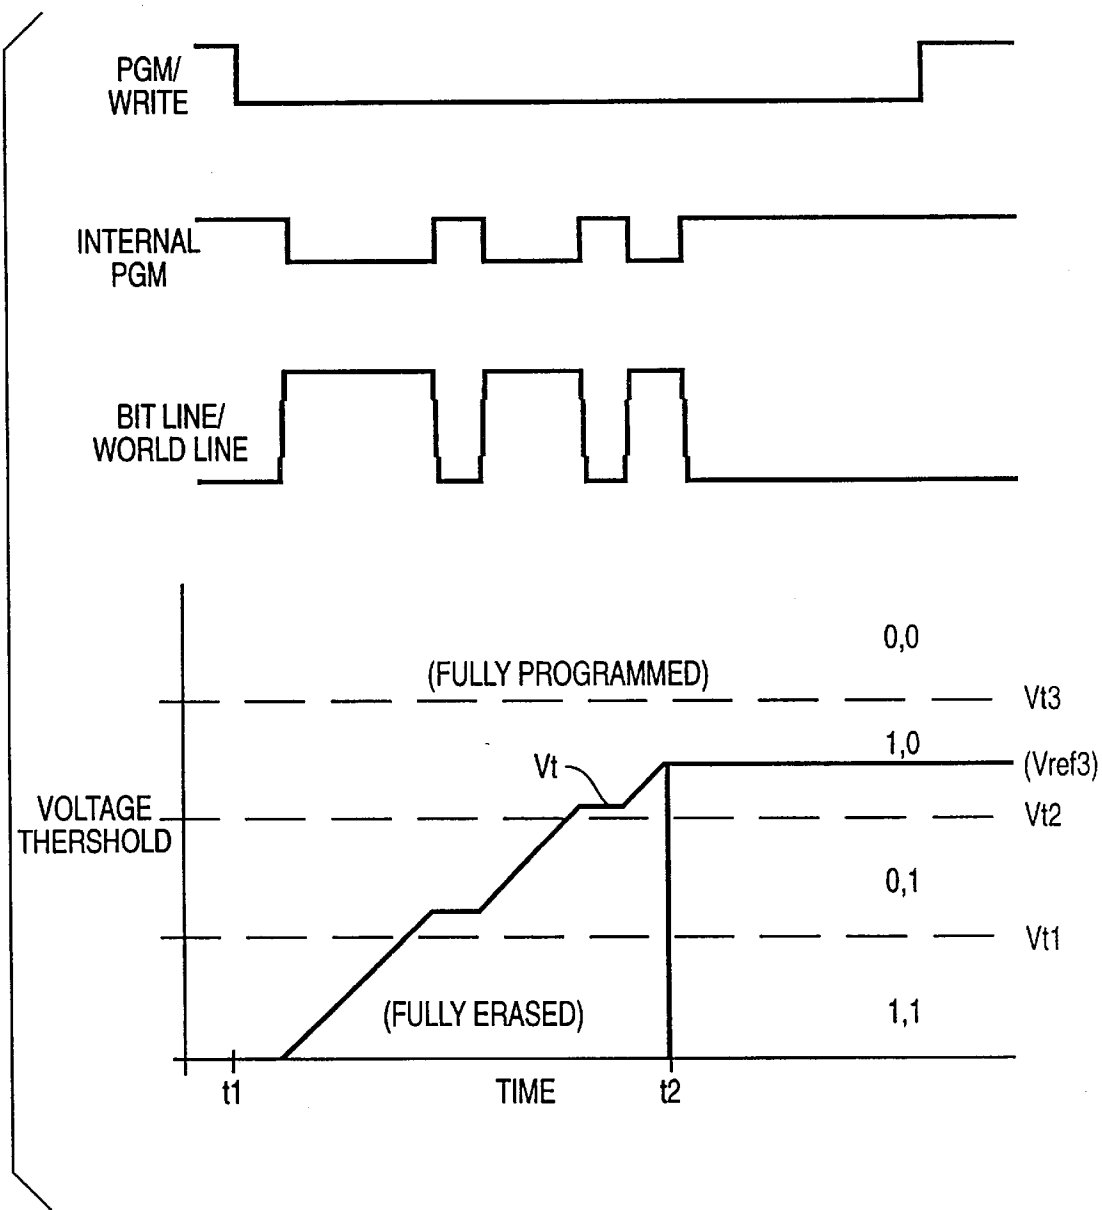 PGM/
WRITE
INTERNAL
PGM
BIT LINE/
WORLD LINE
0,0
(FULLY PROGRAMMED)
Vt3
1,0
Vt
(Vref3)
VOLTAGE
THERSHOLD
Vt2
0,1
Vt1
(FULLY ERASED)
1,1
t1
TIME
t2